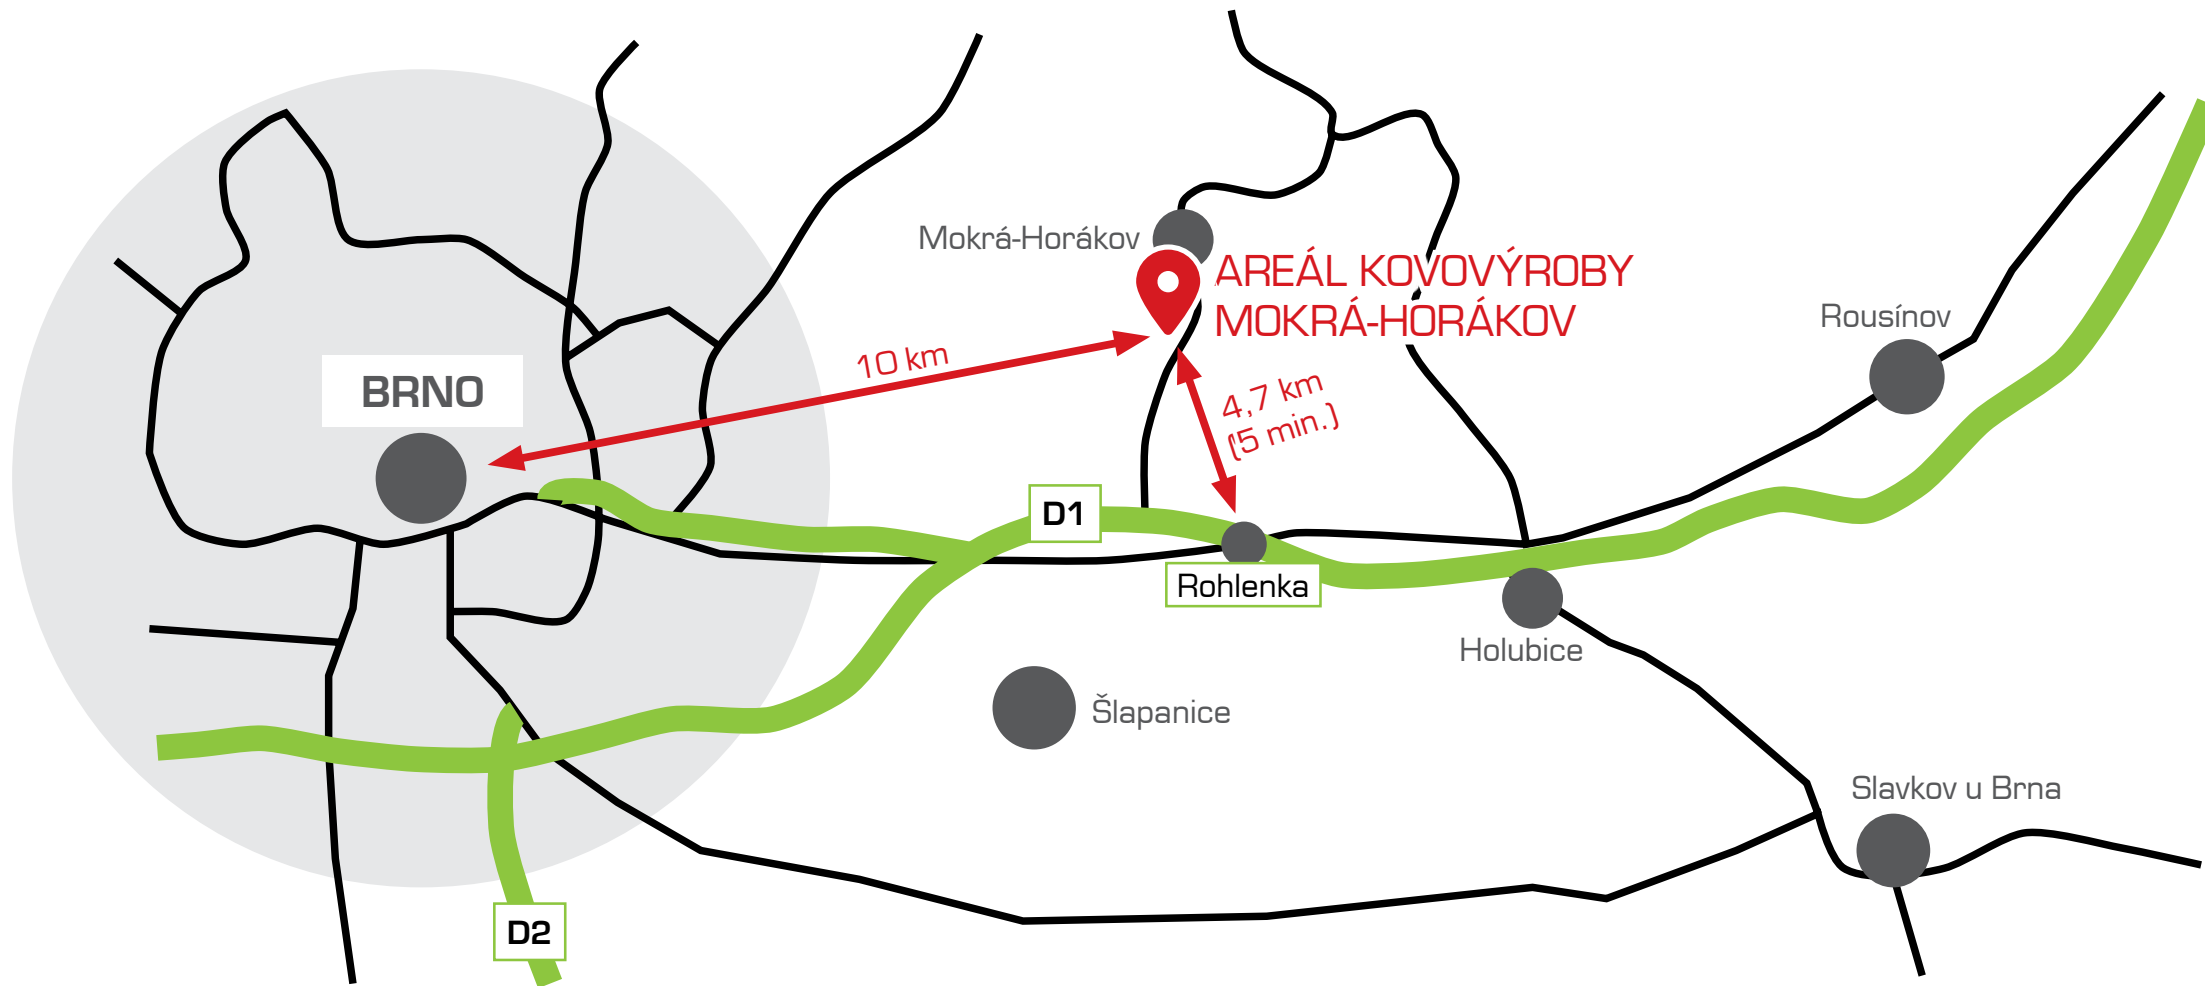 Mokrá-Horákov
AREÁL KOVOVÝROBY
MOKRÁ-HORÁKOV
Rousínov
10 km
BRNO
4,7 km
(5 min.)
D1
Rohlenka
Holubice
Šlapanice
Slavkov u Brna
D2